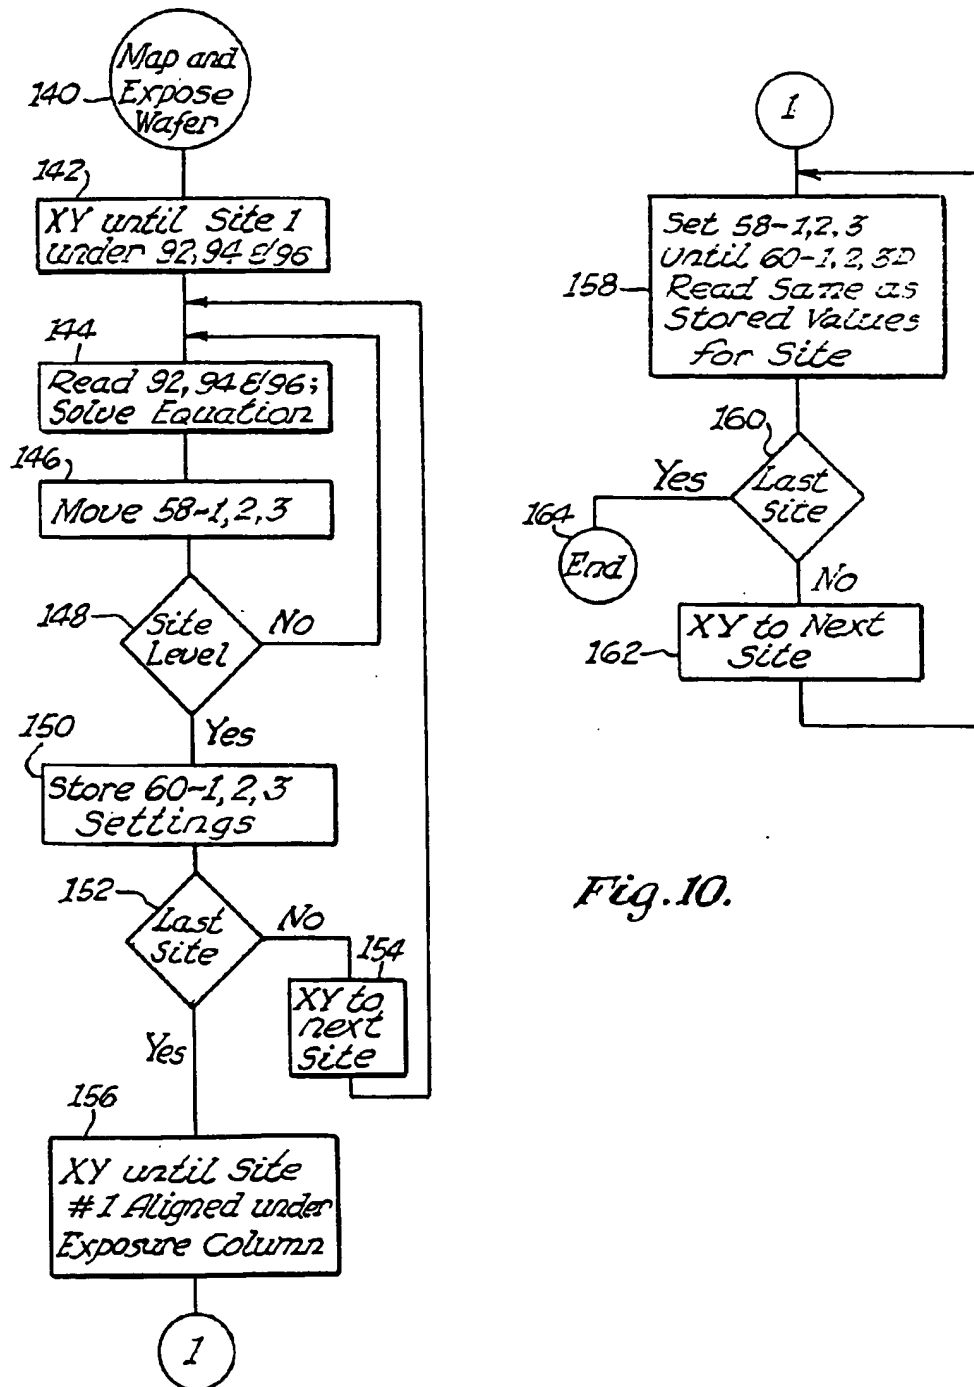 Map and
Expose
Wafer
140
142
XY until Site 1
under 92, 94 & 96
144
Read 92, 94 & 96;
Solve Equation
146
Move 58-1, 2, 3
148
Site
Level
No
Yes
150
Store 60-1, 2, 3
Settings
152
Last
Site
No
154
XY to
next
site
Yes
156
XY until Site
#1 Aligned under
Exposure Column
1
1
Set 58-1, 2, 3
Until 60-1, 2, 3D
Read Same as
Stored Values
for Site
158
160
Last
Site
Yes
164
End
No
XY to Next
Site
162
Fig. 10.